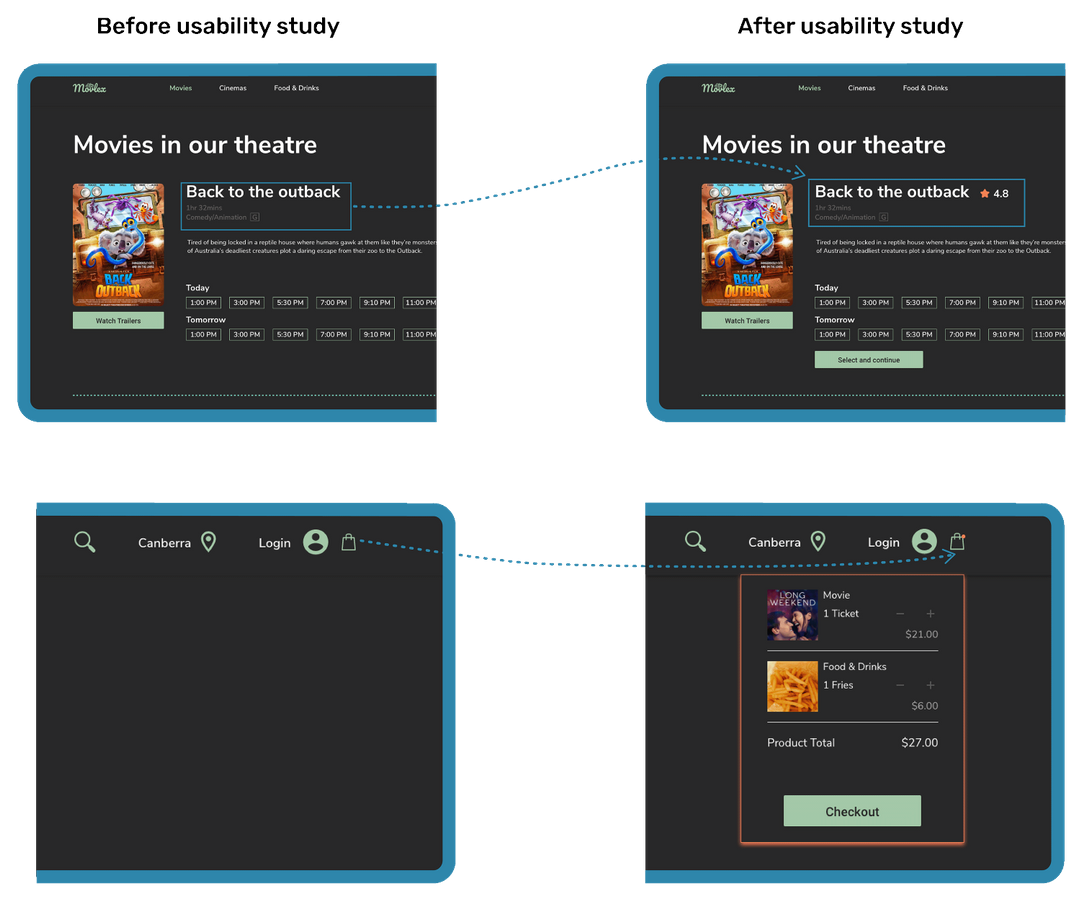 Before usability study
After usability study
Movlex
Movies
Cinemas
Food & Drinks
Movies in our theatre
Back to the outback
1hr 32mins
Comedy/Animation G
Tired of being locked in a reptile house where humans gawk at them like they're monsters
of Australia's deadliest creatures plot a daring escape from their zoo to the Outback.
BACK
OUTBACK
Watch Trailers
Today
1:00 PM 3:00 PM 5:30 PM 7:00 PM 9:10 PM 11:00 PM
Tomorrow
1:00 PM 3:00 PM 5:30 PM 7:00 PM 9:10 PM 11:00 PM
Movlex
Movies
Cinemas
Food & Drinks
Movies in our theatre
Back to the outback 4.8
1hr 32mins
Comedy/Animation G
Tired of being locked in a reptile house where humans gawk at them like they're monsters
of Australia's deadliest creatures plot a daring escape from their zoo to the Outback.
BACK
OUTBACK
Watch Trailers
Today
1:00 PM 3:00 PM 5:30 PM 7:00 PM 9:10 PM 11:00 PM
Tomorrow
1:00 PM 3:00 PM 5:30 PM 7:00 PM 9:10 PM 11:00 PM
Select and continue
Canberra
Login
Canberra
Login
LONG
WEEKEND
Movie
1 Ticket − +
$21.00
Food & Drinks
1 Fries − +
$6.00
Product Total $27.00
Checkout